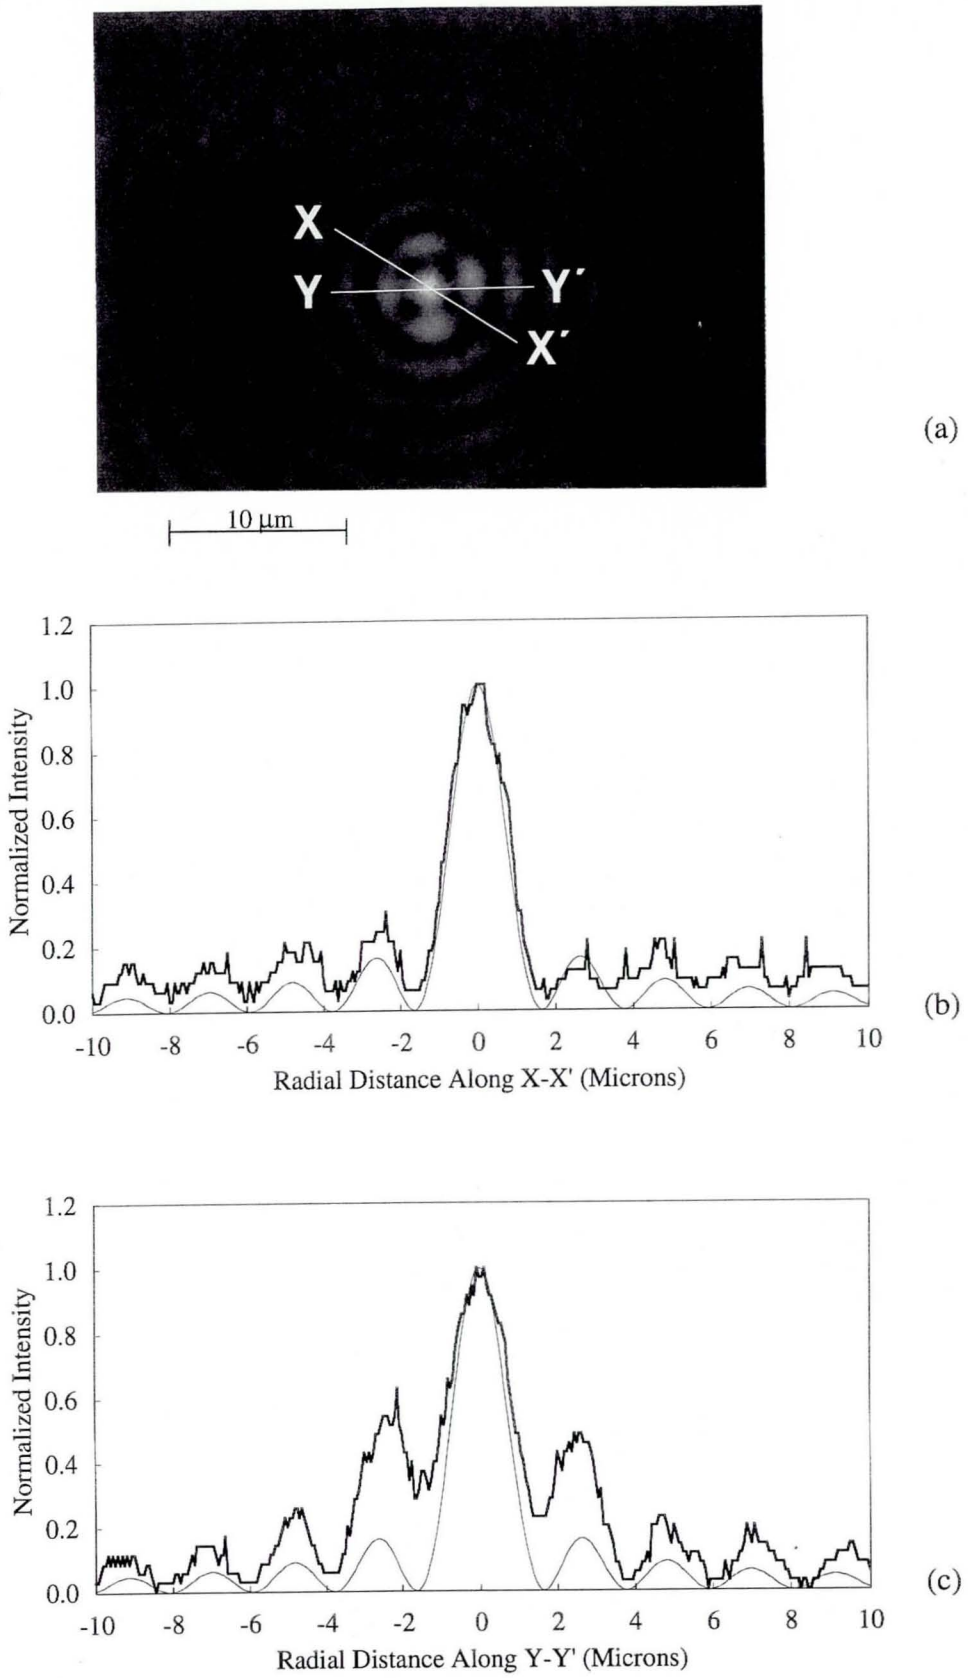 X
Y Y´
X´
(a)
10 μm
1.2
1.0
0.8
0.6
0.4
0.2
0.0
Normalized Intensity
-10 -8 -6 -4 -2 0 2 4 6 8 10
Radial Distance Along X-X' (Microns)
(b)
1.2
1.0
0.8
0.6
0.4
0.2
0.0
Normalized Intensity
-10 -8 -6 -4 -2 0 2 4 6 8 10
Radial Distance Along Y-Y' (Microns)
(c)